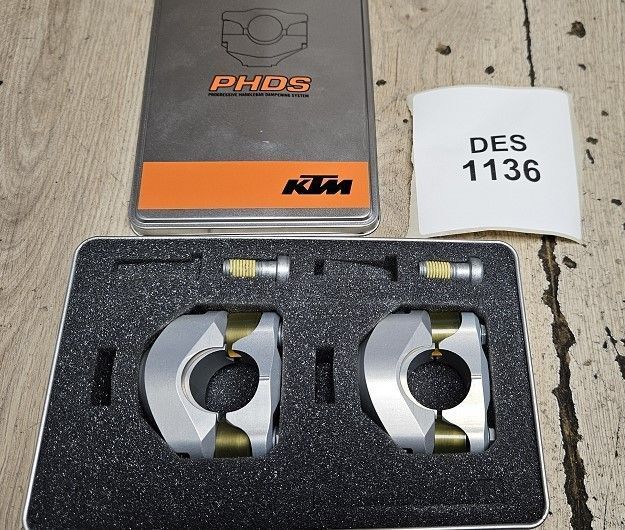 PHDS
PROGRESSIVE HANDLEBAR DAMPENING SYSTEM
KTM
DES
1136